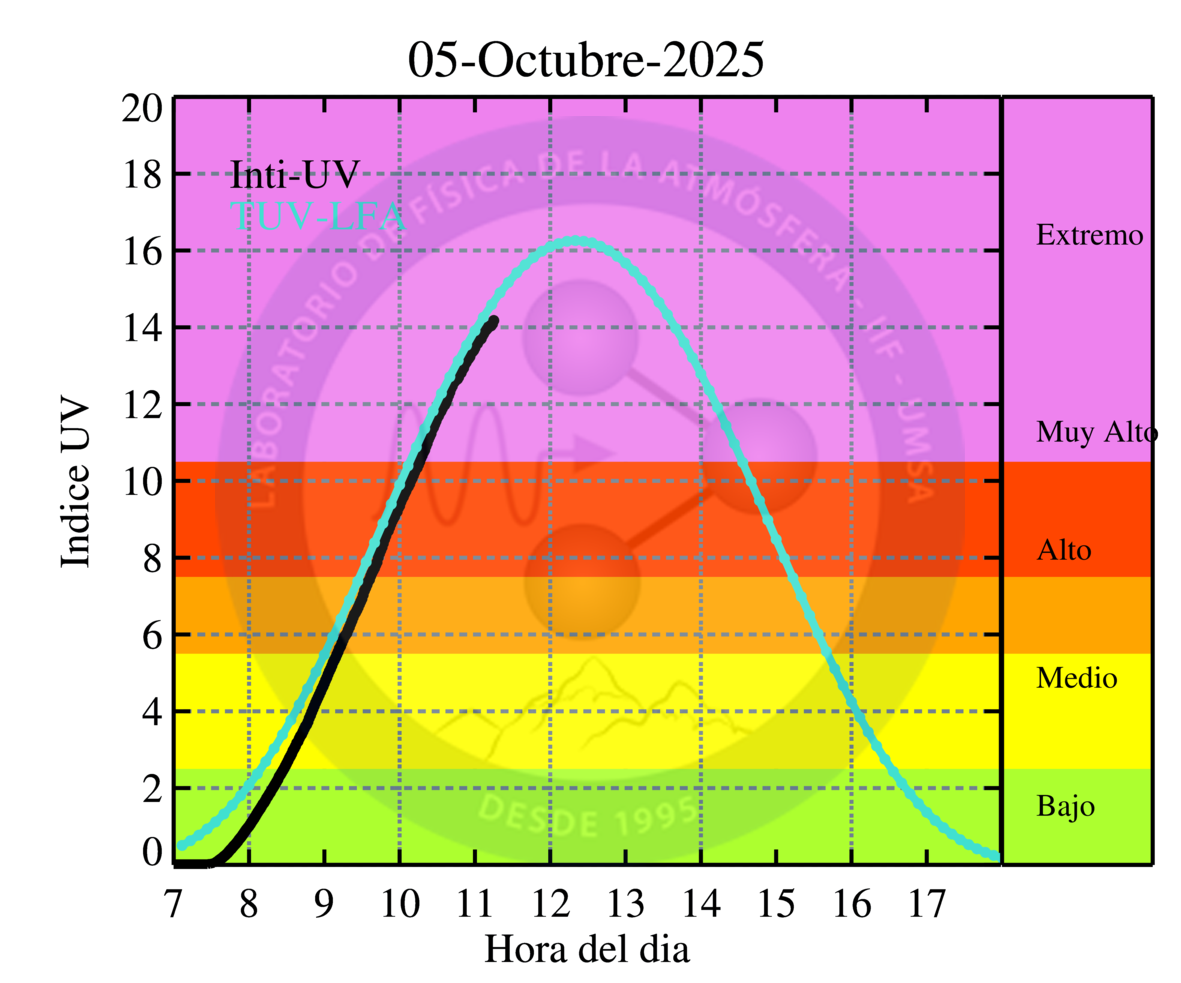 05-Octubre-2025
20
18
16
14
12
10
8
6
4
2
0
Indice UV
Inti-UV
TUV-LFA
LABORATORIO DE FÍSICA DE LA ATMÓSFERA - IIF - UMSA
DESDE 1995
Extremo
Muy Alto
Alto
Medio
Bajo
7 8 9 10 11 12 13 14 15 16 17
Hora del dia